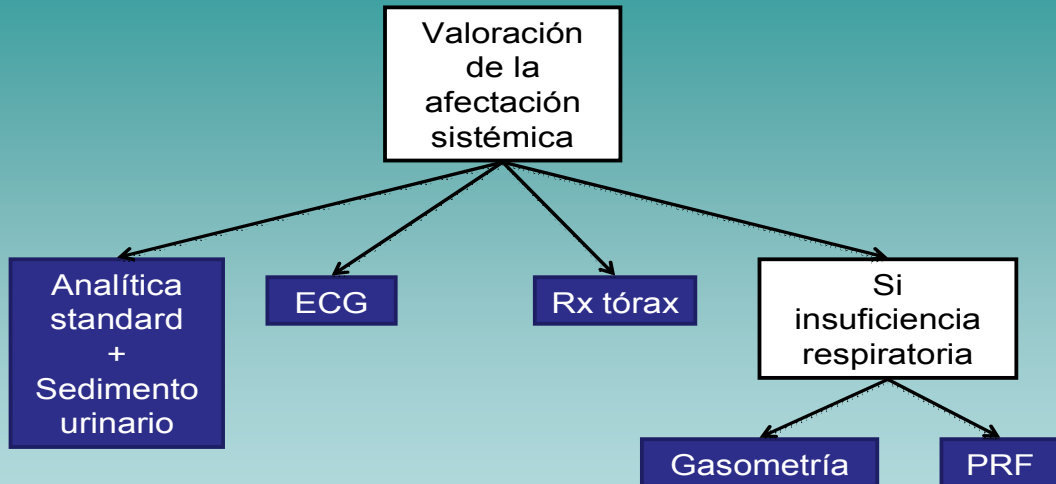 Valoración
de la
afectación
sistémica
Analítica
standard
+
Sedimento
urinario
ECG
Rx tórax
Si
insuficiencia
respiratoria
Gasometría
PRF